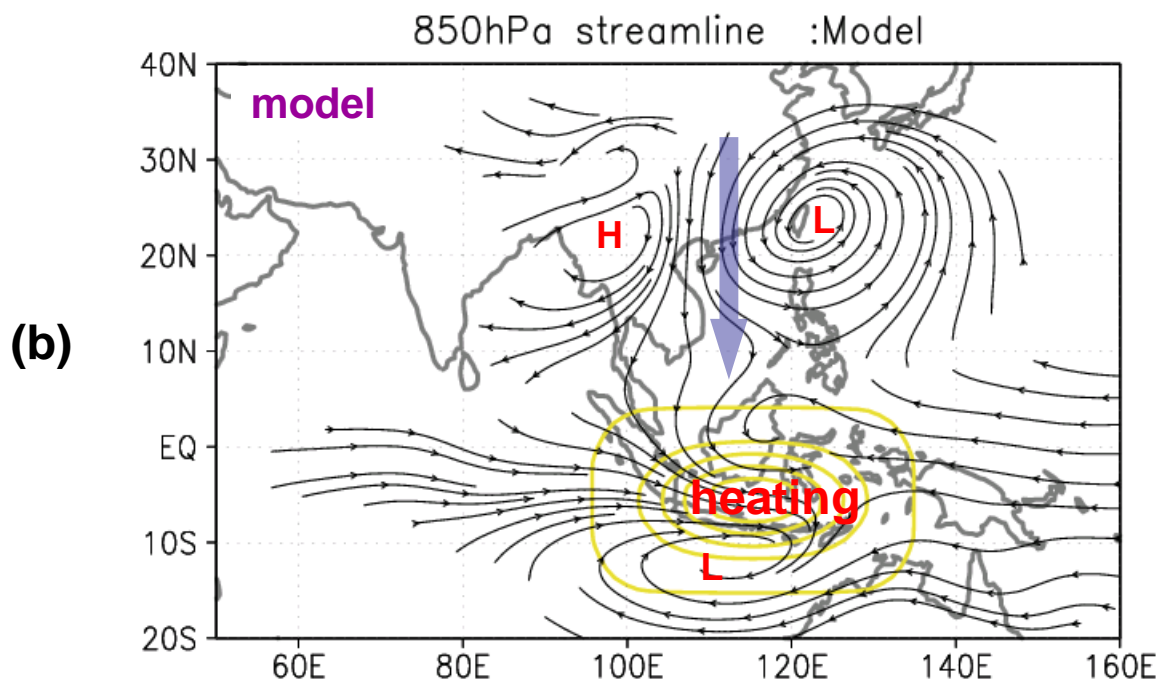 850hPa streamline :Model
40N
model
30N
H
L
20N
(b)
10N
EQ
heating
10S
L
20S
60E 80E 100E 120E 140E 160E